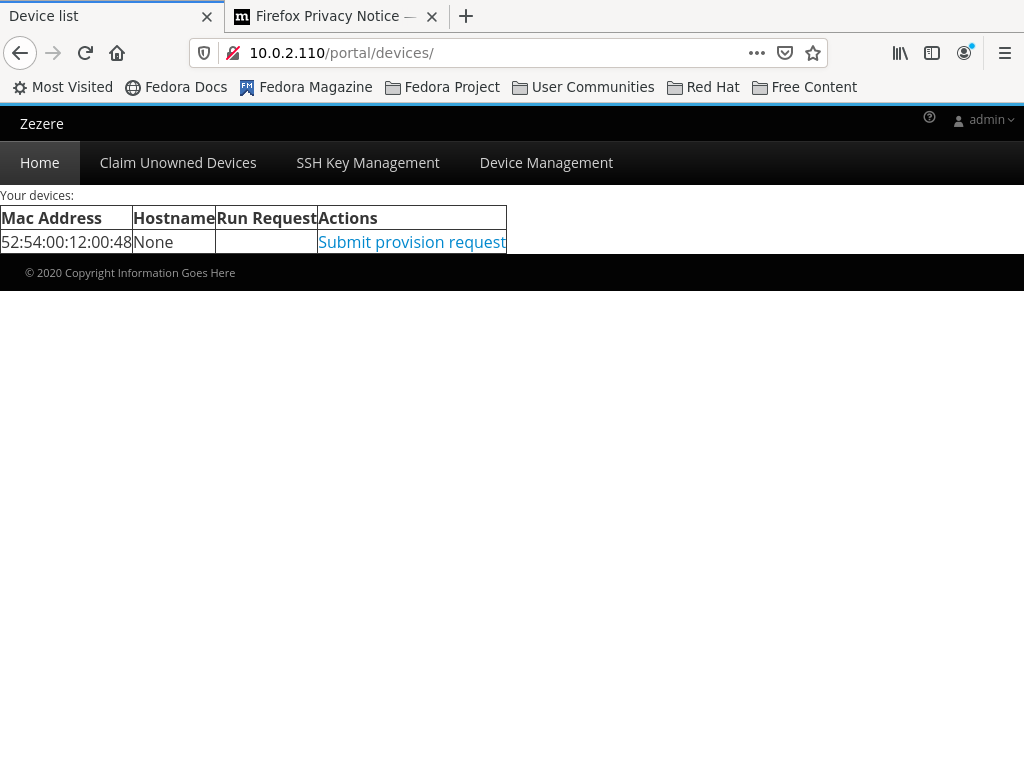 Device list
m Firefox Privacy Notice —
10.0.2.110/portal/devices/
Most Visited Fedora Docs FM Fedora Magazine Fedora Project User Communities Red Hat Free Content
Zezere
admin
Home Claim Unowned Devices SSH Key Management Device Management
Your devices:
Mac Address Hostname Run Request Actions
52:54:00:12:00:48 None Submit provision request
© 2020 Copyright Information Goes Here